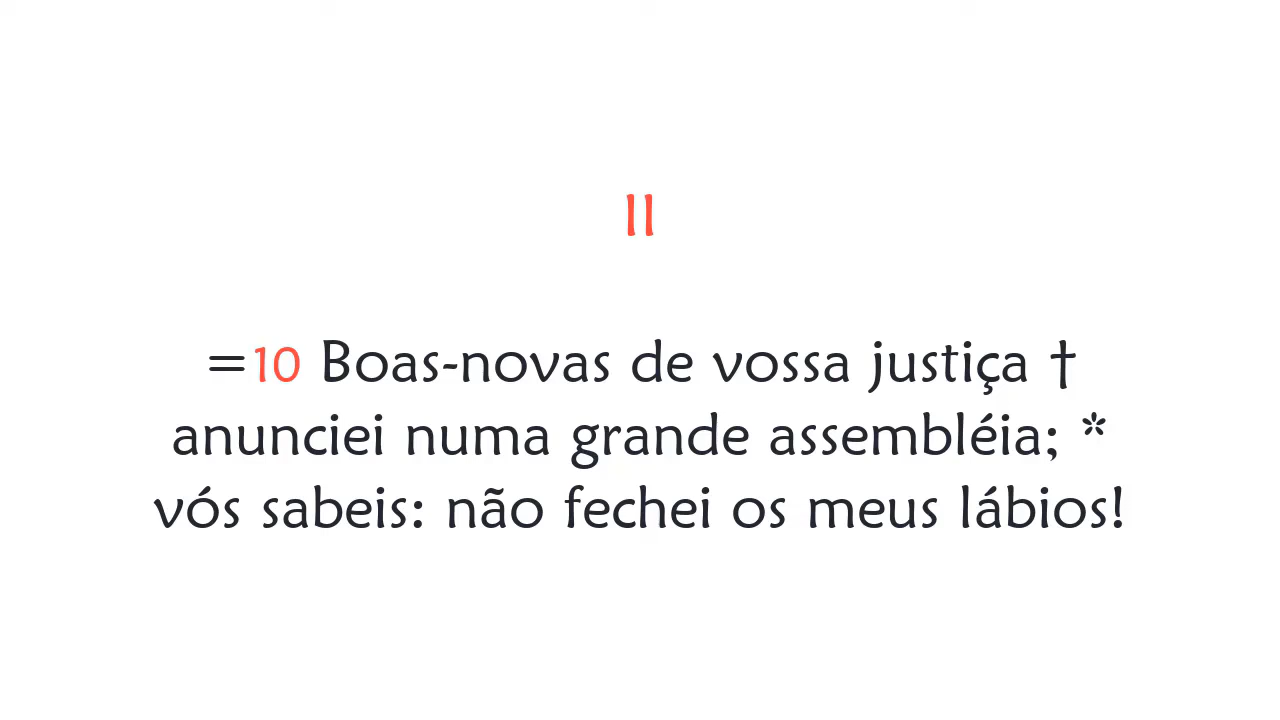 II
=10 Boas-novas de vossa justiça †
anunciei numa grande assembléia; *
vós sabeis: não fechei os meus lábios!